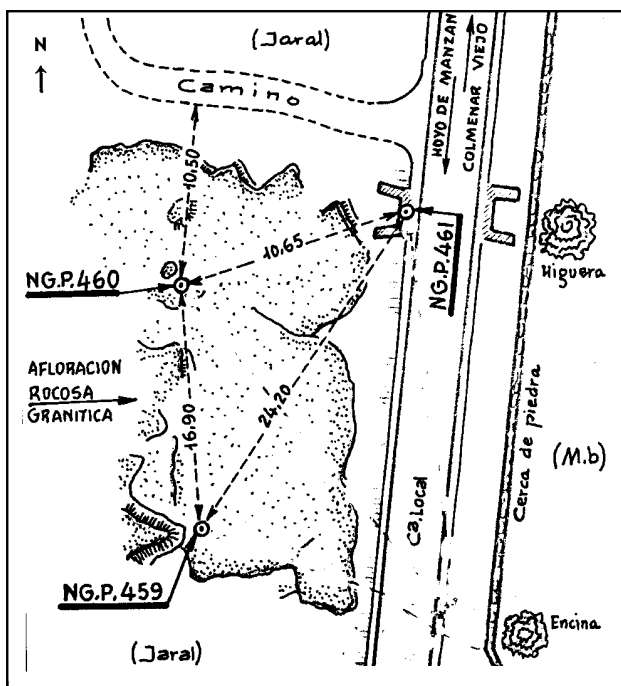 (Jaral)
N
Camino
HOYO DE MANZAN
COLMENAR VIEJO
10,50
10,65
NG.P.461
NG.P.460
Higuera
AFLORACION
ROCOSA
GRANITICA
16,90
24,20
Cerca de piedra
(M.b)
Ca.Local
NG.P.459
Encina
(Jaral)